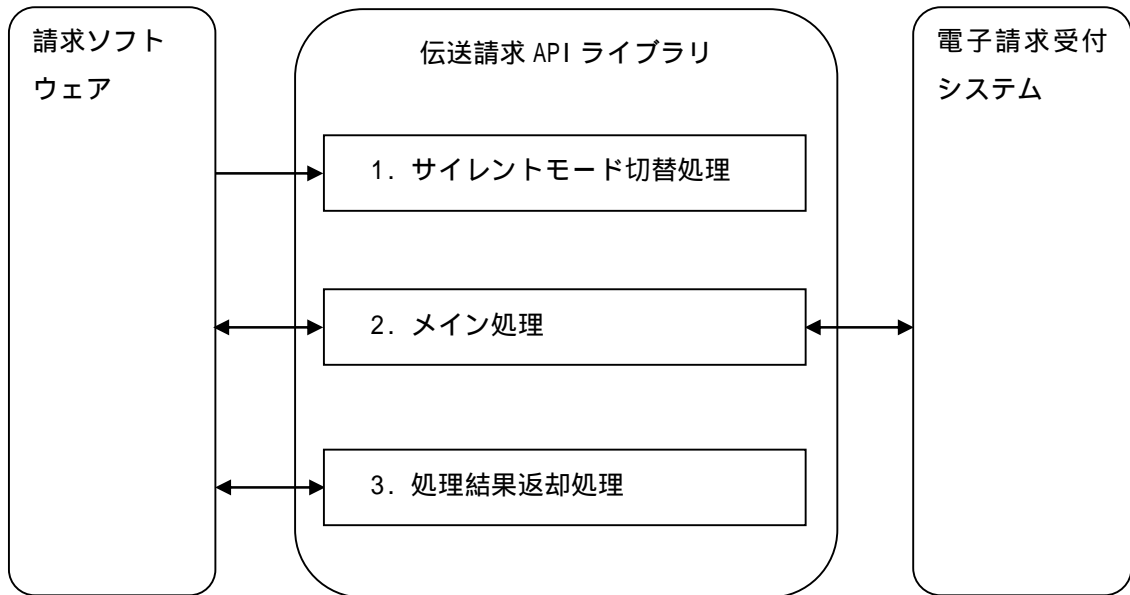 請求ソフト
ウェア
伝送請求 API ライブラリ
電子請求受付
システム
1. サイレントモード切替処理
2. メイン処理
3. 処理結果返却処理